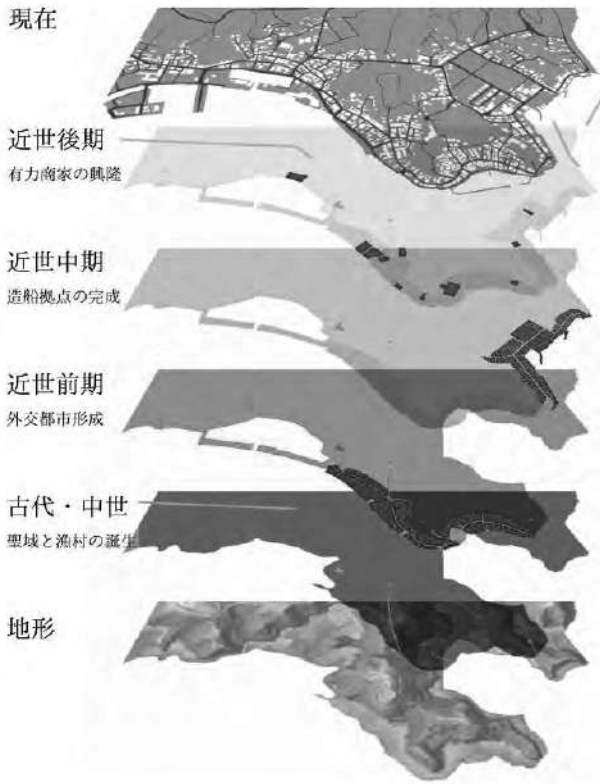 現在
近世後期
有力商家の興隆
近世中期
造船拠点の完成
近世前期
外交都市形成
古代・中世
聖域と漁村の誕生
地形